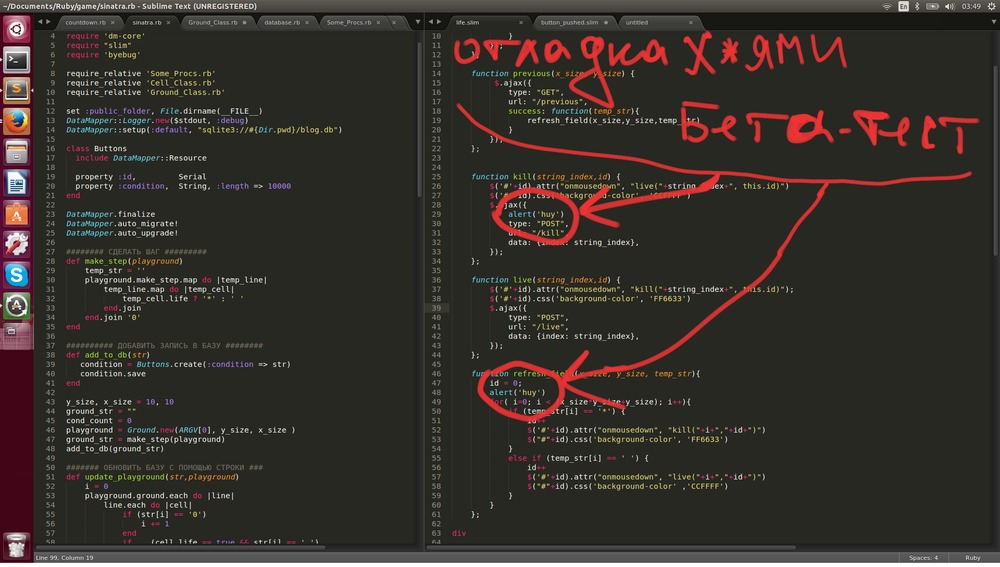 ~/Documents/Ruby/game/sinatra.rb - Sublime Text (UNREGISTERED)
En
03:49
countdown.rb
sinatra.rb
Ground_Class.rb
database.rb
Some_Procs.rb
life.slim
button_pushed.slim
untitled
4 require 'dm-core'
5 require "slim"
6 require 'byebug'
7
8 require_relative 'Some_Procs.rb'
9 require_relative 'Cell_Class.rb'
10 require_relative 'Ground_Class.rb'
11
12 set :public_folder, File.dirname(__FILE__)
13 DataMapper::Logger.new($stdout, :debug)
14 DataMapper::setup(:default, "sqlite3://#{Dir.pwd}/blog.db")
15
16 class Buttons
17 include DataMapper::Resource
18
19 property :id, Serial
20 property :condition, String, :length => 10000
21 end
22
23 DataMapper.finalize
24 DataMapper.auto_migrate!
25 DataMapper.auto_upgrade!
26
27 ######## СДЕЛАТЬ ШАГ #########
28 def make_step(playground)
29 temp_str = ''
30 playground.make_step.map do |temp_line|
31 temp_line.map do |temp_cell|
32 temp_cell.life ? '*' : ' '
33 end.join
34 end.join '0'
35 end
36
37 ########## ДОБАВИТЬ ЗАПИСЬ В БАЗУ ########
38 def add_to_db(str)
39 condition = Buttons.create(:condition => str)
40 condition.save
41 end
42
43 y_size, x_size = 10, 10
44 ground_str = ""
45 cond_count = 0
46 playground = Ground.new(ARGV[0], y_size, x_size )
47 ground_str = make_step(playground)
48 add_to_db(ground_str)
49
50 ####### ОБНОВИТЬ БАЗУ С ПОМОЩЬЮ СТРОКИ ###
51 def update_playground(str,playground)
52 i = 0
53 playground.ground.each do |line|
54 line.each do |cell|
55 if (str[i] == '0')
56 i += 1
57 end
58 if (cell.life == true && str[i] == ' ')
отладка х*ями
Бета-тест
10 }
11 });
12
13
14 function previous(x_size, y_size) {
15 $.ajax({
16 type: "GET",
17 url: "/previous",
18 success: function(temp_str){
19 refresh_field(x_size,y_size,temp_str)
20 }
21 });
22 };
23
24
25 function kill(string_index,id) {
26 $('#'+id).attr("onmousedown", "live("+string_index+", this.id)")
27 $('#'+id).css('background-color', 'CCFFFF')
28 $.ajax({
29 alert('huy')
30 type: "POST",
31 url: "/kill",
32 data: {index: string_index},
33 });
34 };
35
36 function live(string_index,id) {
37 $('#'+id).attr("onmousedown", "kill("+string_index+", this.id)");
38 $('#'+id).css('background-color', 'FF6633')
39 $.ajax({
40 type: "POST",
41 url: "/live",
42 data: {index: string_index},
43 });
44 };
45
46 function refresh_field(x_size, y_size, temp_str){
47 id = 0;
48 alert('huy')
49 for( i=0; i < (x_size*y_size+y_size); i++){
50 if (temp_str[i] == '*') {
51 id++
52 $('#'+id).attr("onmousedown", "kill("+i+","+id+")")
53 $("#"+id).css('background-color', 'FF6633')
54 }
55 else if (temp_str[i] == ' ') {
56 id++
57 $('#'+id).attr("onmousedown", "live("+i+","+id+")")
58 $("#"+id).css('background-color' ,'CCFFFF')
59 }
60 }
61 };
62
63 div
64
Line 99, Column 19
Spaces: 4
Ruby